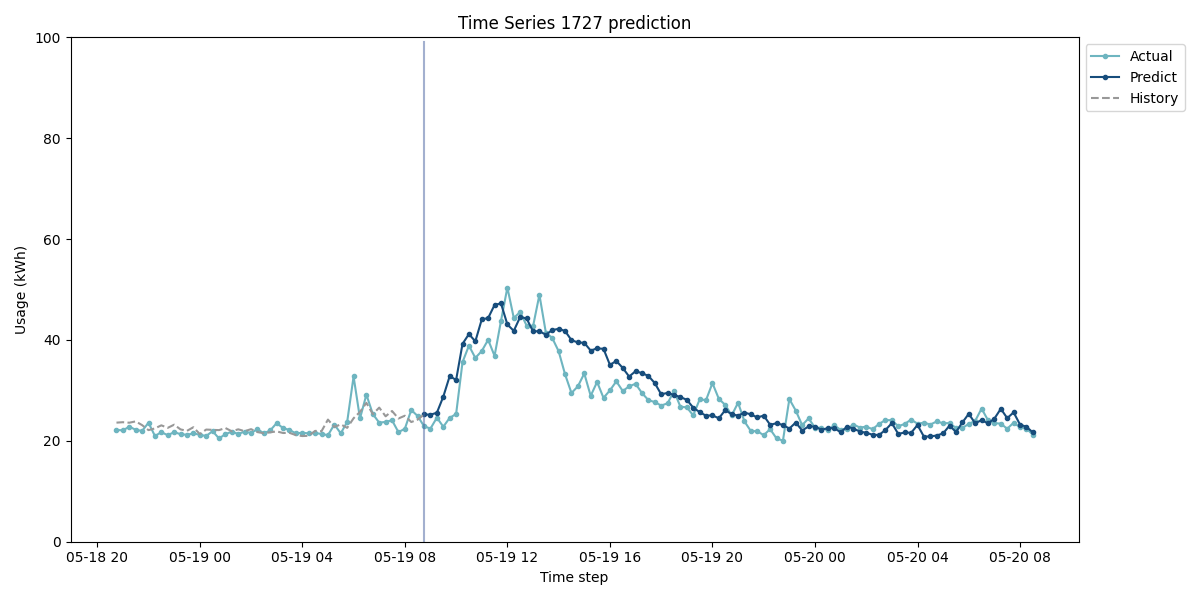 Time Series 1727 prediction
100
80
60
40
20
0
Usage (kWh)
05-18 20
05-19 00
05-19 04
05-19 08
05-19 12
05-19 16
05-19 20
05-20 00
05-20 04
05-20 08
Time step
Actual
Predict
History